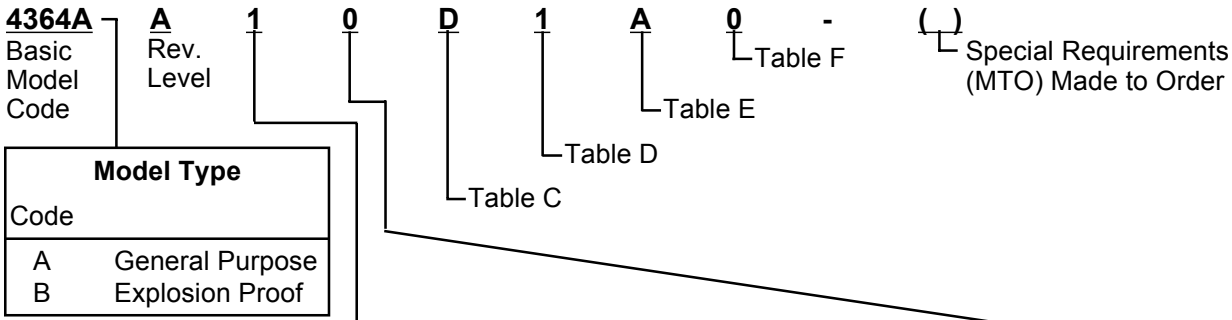 4364A A 1 0 D 1 A 0 - ( )
Basic Model Code
Rev. Level
Table F
Special Requirements
(MTO) Made to Order
Table E
Table D
Table C
Model Type
Code
A General Purpose
B Explosion Proof